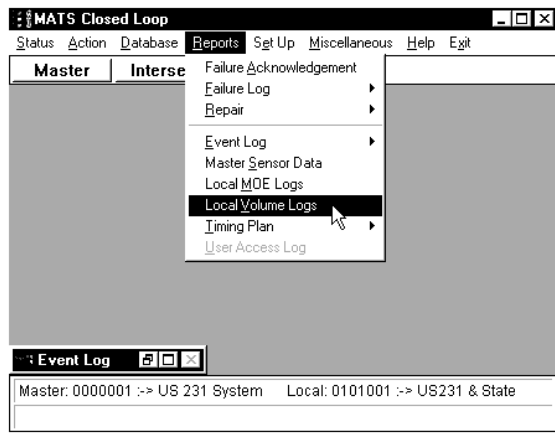 MATS Closed Loop
Status Action Database Reports Set Up Miscellaneous Help Exit
Master Interse
Failure Acknowledgement
Failure Log
Repair
Event Log
Master Sensor Data
Local MOE Logs
Local Volume Logs
Timing Plan
User Access Log
Event Log
Master: 0000001 :-> US 231 System Local: 0101001 :-> US231 & State